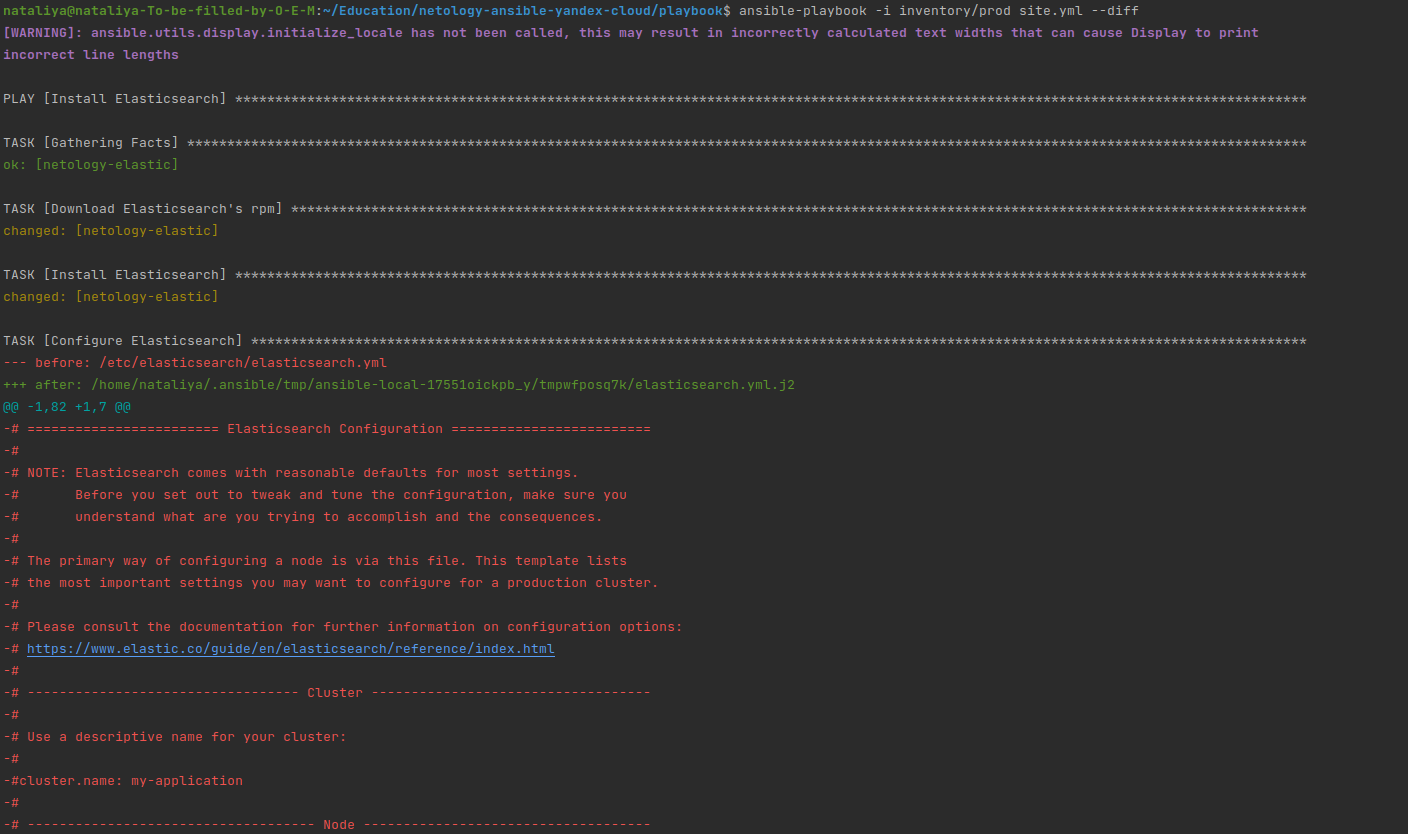 nataliya@nataliya-To-be-filled-by-O-E-M:~/Education/netology-ansible-yandex-cloud/playbook$ ansible-playbook -i inventory/prod site.yml --diff
[WARNING]: ansible.utils.display.initialize_locale has not been called, this may result in incorrectly calculated text widths that can cause Display to print
incorrect line lengths
PLAY [Install Elasticsearch] **************************************************************************************************************************************
TASK [Gathering Facts] ********************************************************************************************************************************************
ok: [netology-elastic]
TASK [Download Elasticsearch's rpm] *******************************************************************************************************************************
changed: [netology-elastic]
TASK [Install Elasticsearch] **************************************************************************************************************************************
changed: [netology-elastic]
TASK [Configure Elasticsearch] ************************************************************************************************************************************
--- before: /etc/elasticsearch/elasticsearch.yml
+++ after: /home/nataliya/.ansible/tmp/ansible-local-17551oickpb_y/tmpwfposq7k/elasticsearch.yml.j2
@@ -1,82 +1,7 @@
-# ======================== Elasticsearch Configuration =========================
-#
-# NOTE: Elasticsearch comes with reasonable defaults for most settings.
-#       Before you set out to tweak and tune the configuration, make sure you
-#       understand what are you trying to accomplish and the consequences.
-#
-# The primary way of configuring a node is via this file. This template lists
-# the most important settings you may want to configure for a production cluster.
-#
-# Please consult the documentation for further information on configuration options:
-# https://www.elastic.co/guide/en/elasticsearch/reference/index.html
-#
-# ---------------------------------- Cluster -----------------------------------
-#
-# Use a descriptive name for your cluster:
-#
-#cluster.name: my-application
-#
-# ------------------------------------ Node ------------------------------------